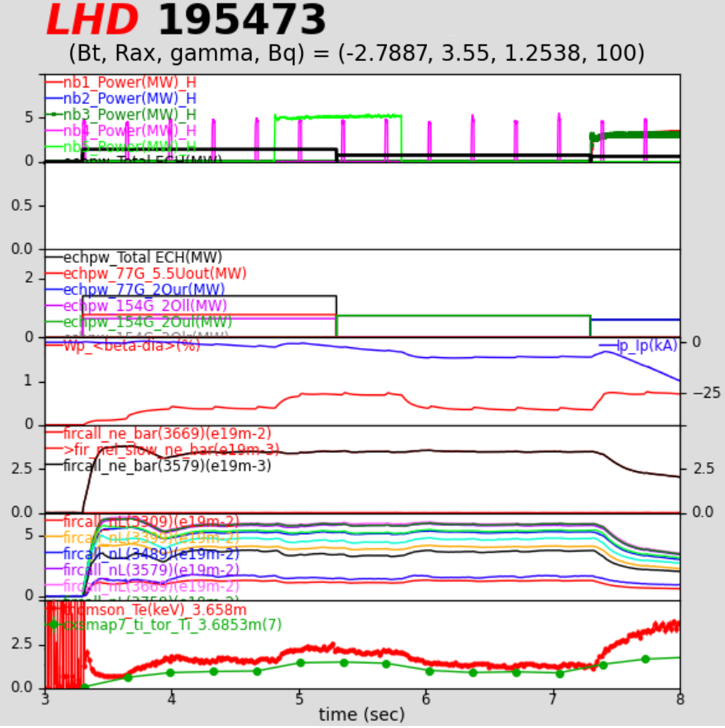 LHD 195473
(Bt, Rax, gamma, Bq) = (-2.7887, 3.55, 1.2538, 100)
nb1_Power(MW)_H
nb2_Power(MW)_H
nb3_Power(MW)_H
5
nb4_Power(MW)_H
nb5_Power(MW)_H
echpw_Total ECH(MW)
0
0.5
0.0
echpw_Total ECH(MW)
echpw_77G_5.5Uout(MW)
2
echpw_77G_2Our(MW)
echpw_154G_2Oll(MW)
echpw_154G_2Oul(MW)
0
Wp_<beta-dia>(%)
Ip_Ip(kA)
0
1
−25
0
fircall_ne_bar(3669)(e19m-2)
>fir_nel_slow_ne_bar(e19m-3)
fircall_ne_bar(3579)(e19m-3)
2.5
2.5
0.0
0.0
fircall_nL(3309)(e19m-2)
5
fircall_nL(3399)(e19m-2)
fircall_nL(3489)(e19m-2)
fircall_nL(3579)(e19m-2)
fircall_nL(3669)(e19m-2)
0
_Te(keV)_3.658m
cxsmap7_ti_tor_Ti_3.6853m(7)
2.5
0.0
3 4 5 6 7 8
time (sec)